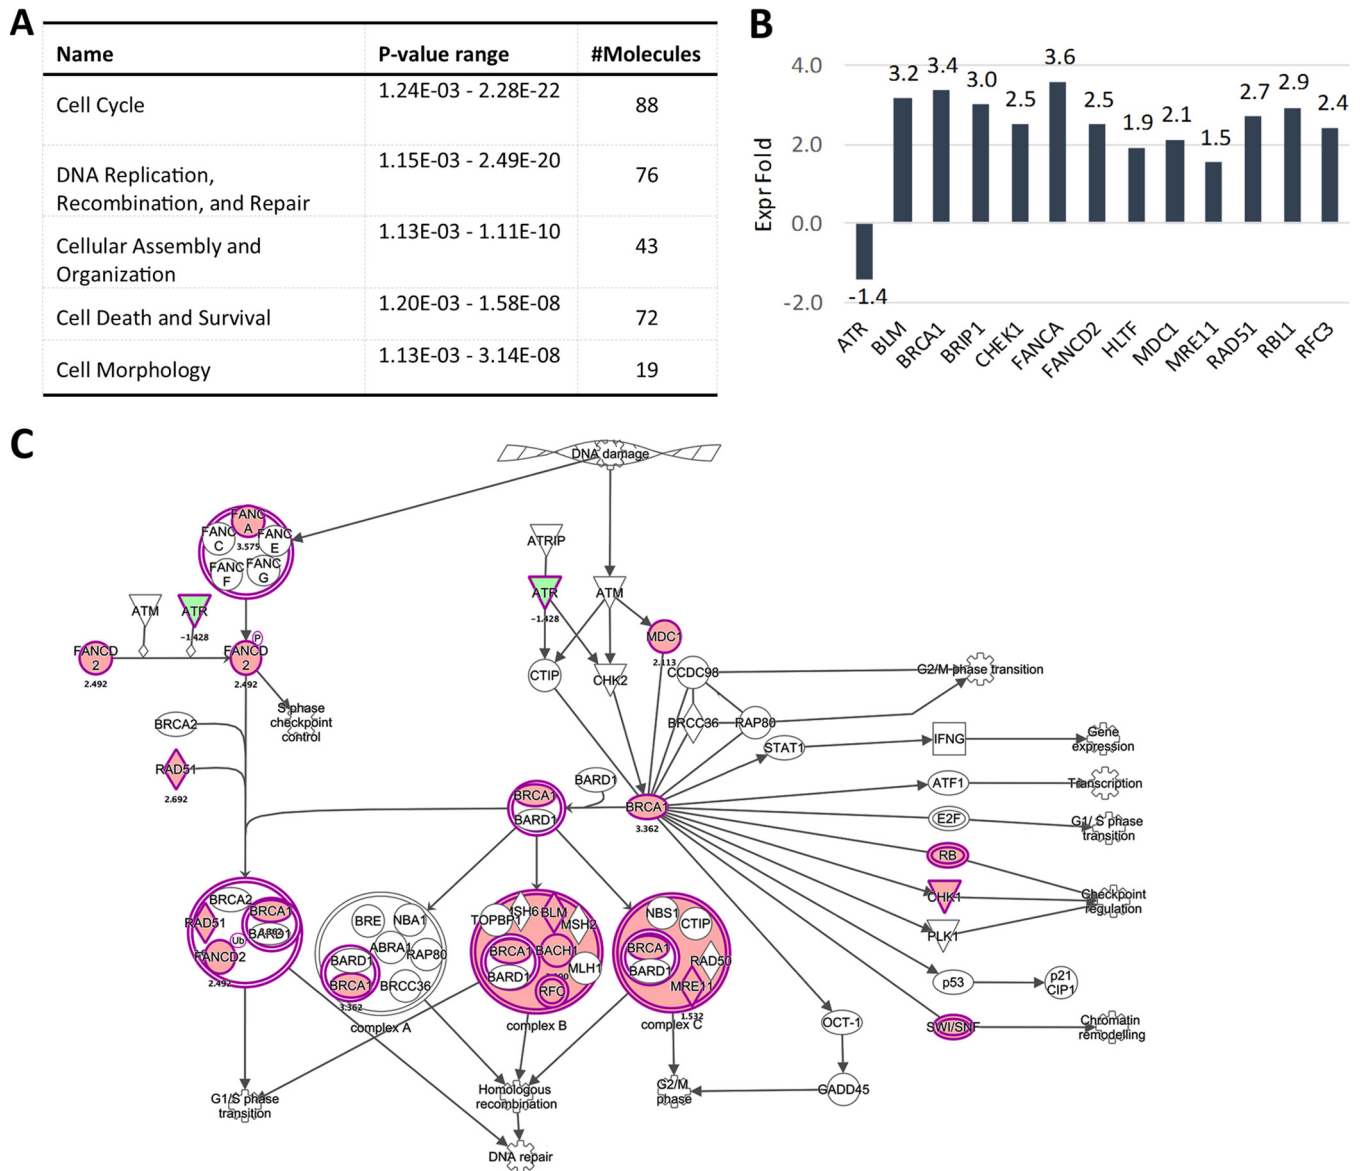 A
Name P-value range #Molecules
Cell Cycle 1.24E-03 - 2.28E-22 88
DNA Replication, 1.15E-03 - 2.49E-20 76
Recombination, and Repair
Cellular Assembly and 1.13E-03 - 1.11E-10 43
Organization
Cell Death and Survival 1.20E-03 - 1.58E-08 72
Cell Morphology 1.13E-03 - 3.14E-08 19
B
Expr Fold
4.0
2.0
0.0
-2.0
-1.4 3.2 3.4 3.0 2.5 3.6 2.5 1.9 2.1 1.5 2.7 2.9 2.4
ATR BLM BRCA1 BRIP1 CHEK1 FANCA FANCD2 HLTF MDC1 MRE11 RAD51 RBL1 RFC3
C
DNA damage
FANC
A
FANC
C
3.575
FANC
E
FANC
F
FANC
G
ATM
ATR
-1.428
FANCD
2
2.492
P
FANCD
2
2.492
S phase
checkpoint
control
BRCA2
RAD51
2.692
ATRIP
ATR
-1.428
ATM
MDC1
2.113
CTIP
CHK2
CCDC98
BRCC36
RAP80
G2/M phase transition
STAT1
IFNG
Gene
expression
BARD1
BRCA1
BARD1
BRCA1
3.362
ATF1
Transcription
E2F
G1/ S phase
transition
RB
CHK1
Checkpoint
regulation
PLK1
p53
p21
CIP1
SWI/SNF
Chromatin
remodelling
OCT-1
GADD45
BRCA2
RAD51
BRCA1
BARD1
Ub
FANCD2
2.492
BRE
NBA1
ABRA1
BARD1
RAP80
BRCA1
BRCC36
3.362
complex A
MSH6
BLM
TOPBP1
MSH2
BRCA1
BACH1
BARD1
MLH1
RFC
complex B
NBS1
CTIP
BRCA1
BARD1
RAD50
MRE11
1.532
complex C
G1/S phase
transition
Homologous
recombination
G2/M
phase
DNA repair